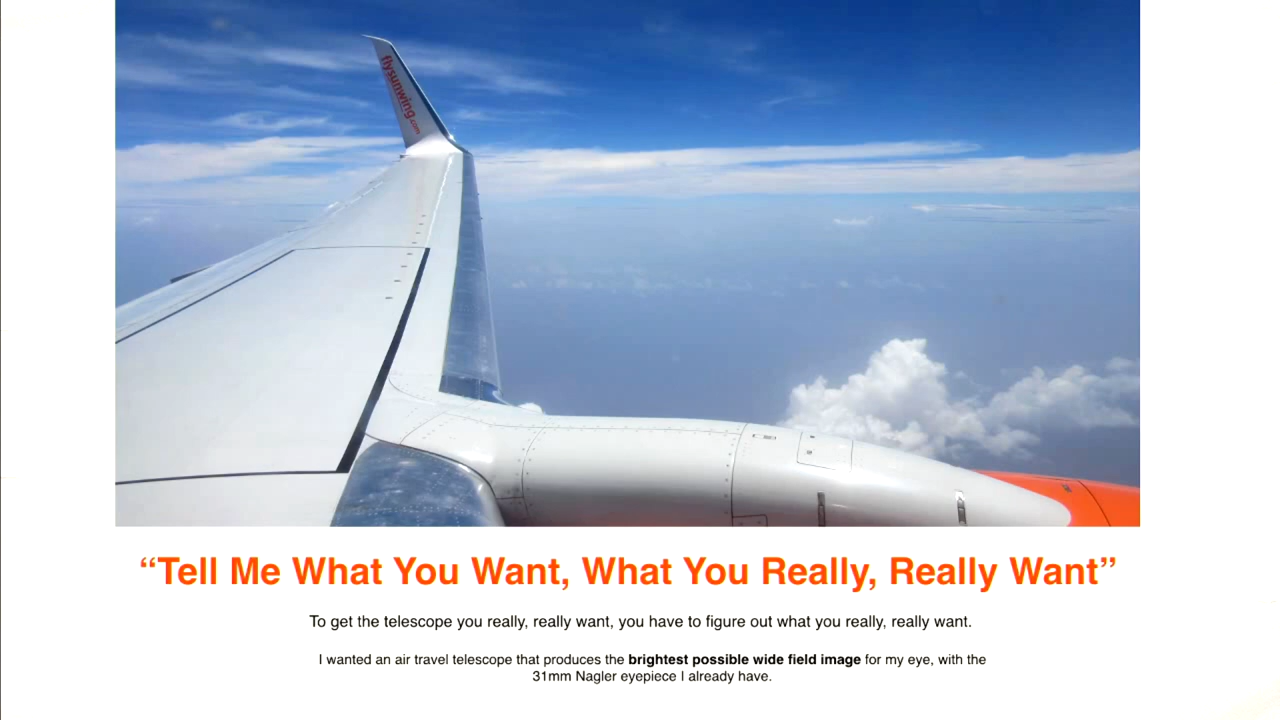 flysunwing.com
“Tell Me What You Want, What You Really, Really Want”
To get the telescope you really, really want, you have to figure out what you really, really want.
I wanted an air travel telescope that produces the brightest possible wide field image for my eye, with the
31mm Nagler eyepiece I already have.